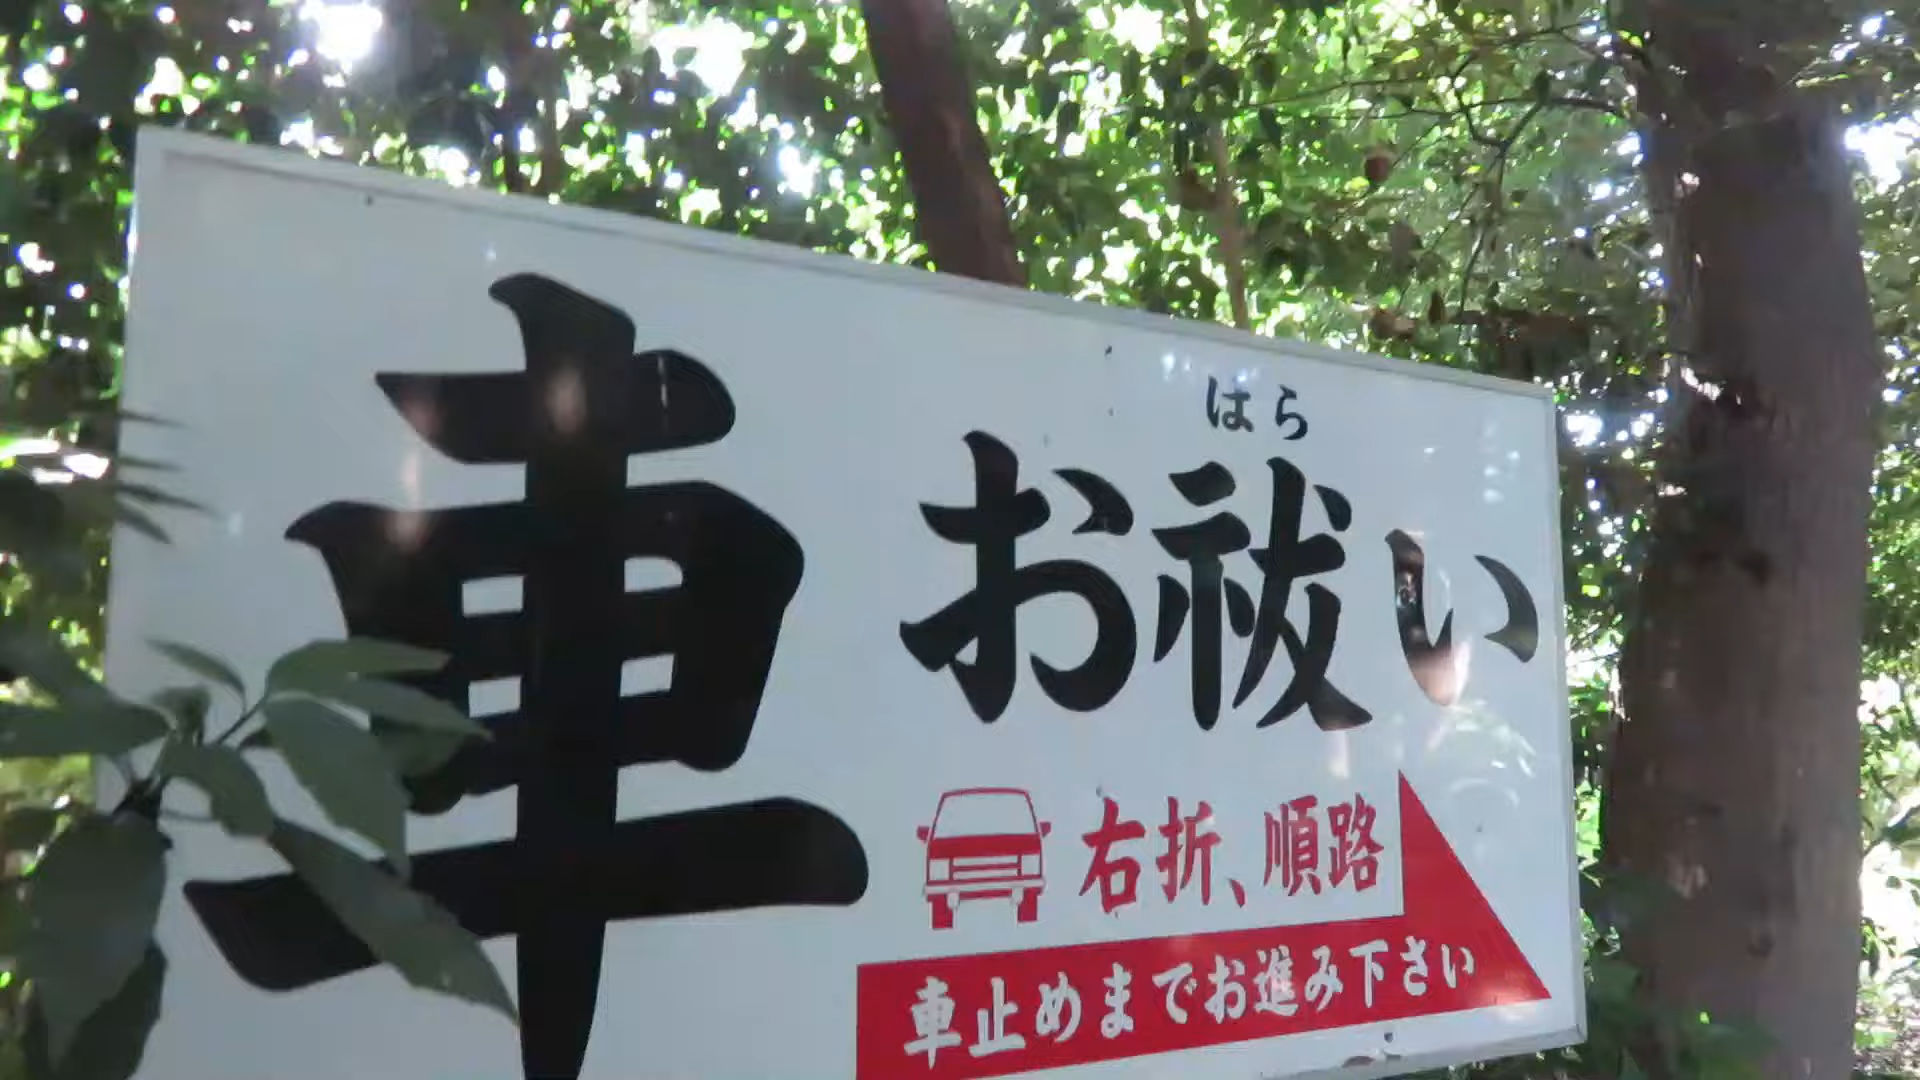 車
はら
お祓い
右折、順路
車止めまでお進み下さい